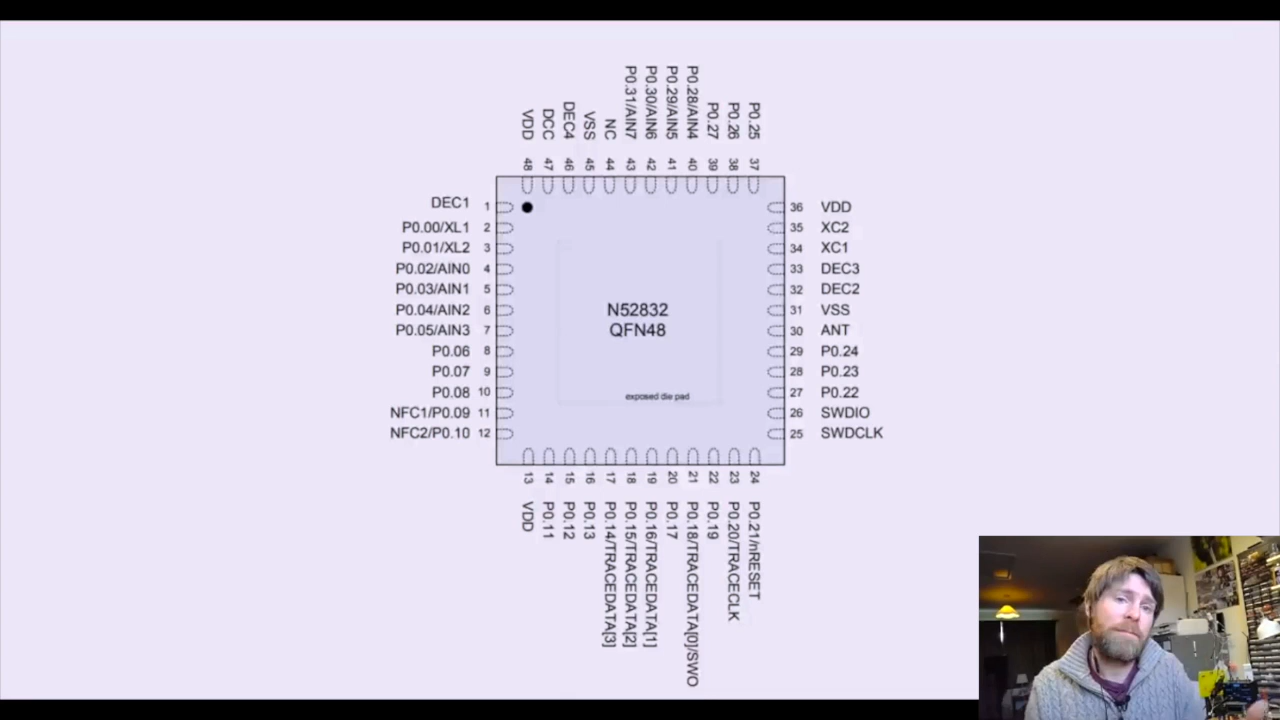 P0.31/AIN7
P0.30/AIN6
P0.29/AIN5
P0.28/AIN4
VDD
DCC
DEC4
VSS
NC
P0.27
P0.26
P0.25
48 47 46 45 44 43 42 41 40 39 38 37
DEC1 1
P0.00/XL1 2
P0.01/XL2 3
P0.02/AIN0 4
P0.03/AIN1 5
P0.04/AIN2 6
P0.05/AIN3 7
P0.06 8
P0.07 9
P0.08 10
NFC1/P0.09 11
NFC2/P0.10 12
N52832
QFN48
exposed die pad
36 VDD
35 XC2
34 XC1
33 DEC3
32 DEC2
31 VSS
30 ANT
29 P0.24
28 P0.23
27 P0.22
26 SWDIO
25 SWDCLK
13 14 15 16 17 18 19 20 21 22 23 24
VDD
P0.11
P0.12
P0.13
P0.14/TRACEDATA[3]
P0.15/TRACEDATA[2]
P0.16/TRACEDATA[1]
P0.17
P0.18/TRACEDATA[0]/SWO
P0.19
P0.20/TRACECLK
P0.21/nRESET